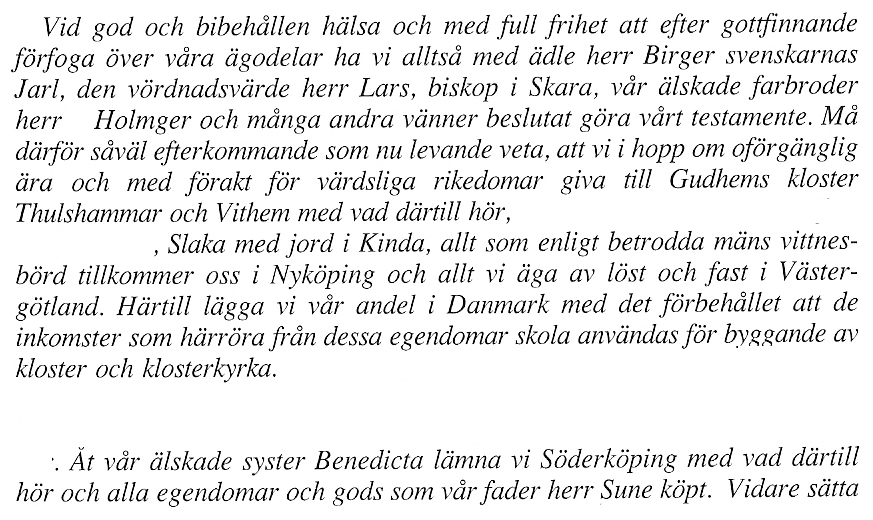 Vid god och bibehållen hälsa och med full frihet att efter gottfinnande
förfoga över våra ägodelar ha vi alltså med ädle herr Birger svenskarnas
Jarl, den vördnadsvärde herr Lars, biskop i Skara, vår älskade farbroder
herr Holmger och många andra vänner beslutat göra vårt testamente. Må
därför såväl efterkommande som nu levande veta, att vi i hopp om oförgänglig
ära och med förakt för världsliga rikedomar giva till Gudhems kloster
Thulshammar och Vithem med vad därtill hör,
, Slaka med jord i Kinda, allt som enligt betrodda mäns vittnes-
börd tillkommer oss i Nyköping och allt vi äga av löst och fast i Väster-
götland. Härtill lägga vi vår andel i Danmark med det förbehållet att de
inkomster som härröra från dessa egendomar skola användas för byggande av
kloster och klosterkyrka.
. Åt vår älskade syster Benedicta lämna vi Söderköping med vad därtill
hör och alla egendomar och gods som vår fader herr Sune köpt. Vidare sätta